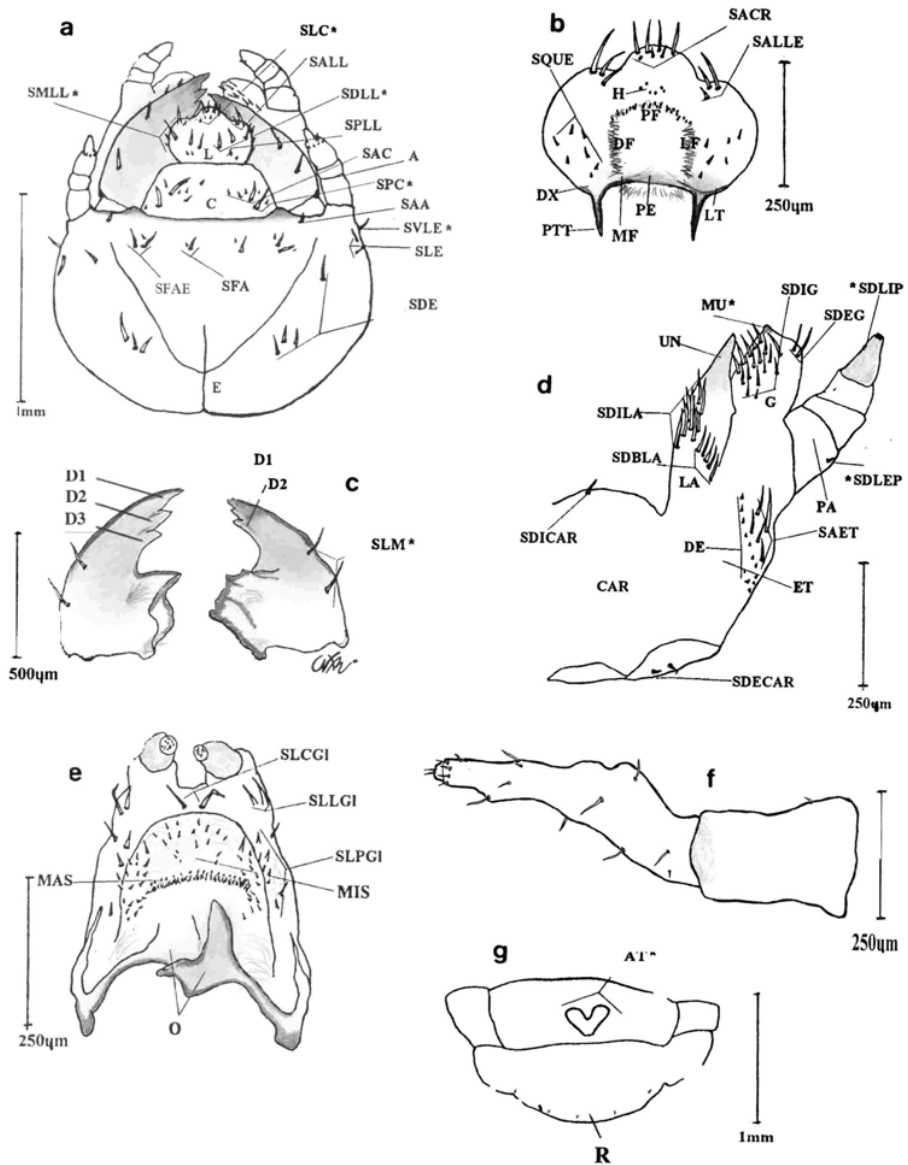 a
SLC*
SALL
SMLL*
SDLL*
SPLL
L
SAC
A
SPC*
C
SAA
SVLE*
SLE
SFAE
SFA
SDE
E
1mm
b
SACR
SQUE
SALLE
H
PF
DF
LF
DX
PE
LT
PTT
MF
250µm
c
D1
D2
D3
D1
D2
SLM*
500µm
d
SDIG
*SDLIP
MU*
SDEG
UN
G
SDILA
SDBLA
LA
*SDLEP
PA
SDICAR
SAET
DE
ET
CAR
SDECAR
250µm
e
SLCGl
SLLGl
SLPGl
MAS
MIS
O
250µm
f
250µm
g
AT*
R
1mm